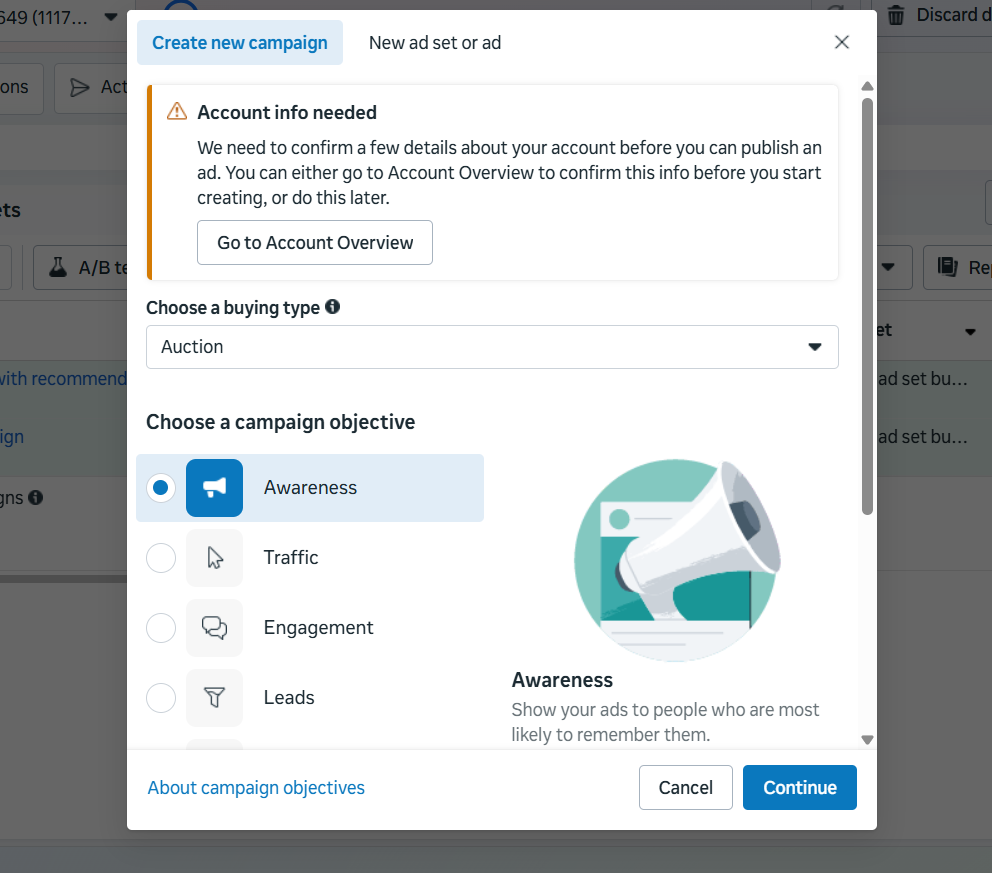 649 (1117…
Discard d
Create new campaign
New ad set or ad
ons
Act
Account info needed
We need to confirm a few details about your account before you can publish an
ad. You can either go to Account Overview to confirm this info before you start
creating, or do this later.
ets
Go to Account Overview
A/B te
Rep
Choose a buying type
et
Auction
with recommend
ad set bu…
Choose a campaign objective
ign
ad set bu…
Awareness
gns
Traffic
Engagement
Leads
Awareness
Show your ads to people who are most
likely to remember them.
About campaign objectives
Cancel
Continue